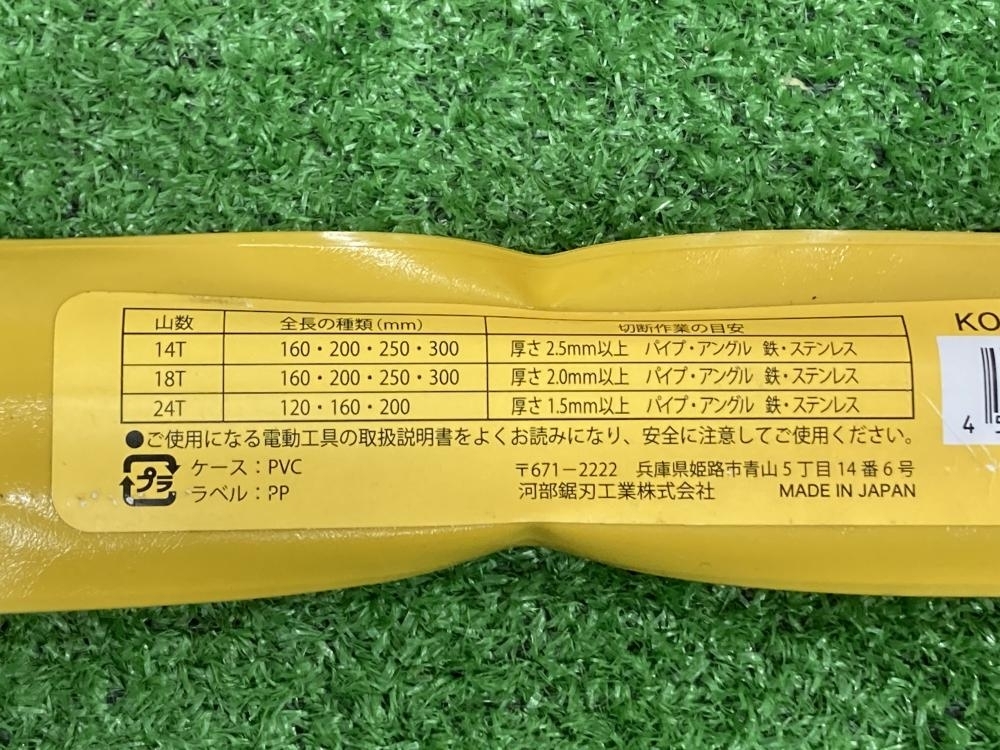 山数 全長の種類(mm) 切断作業の目安
14T 160・200・250・300 厚さ 2.5mm以上 パイプ・アングル 鉄・ステンレス
18T 160・200・250・300 厚さ 2.0mm以上 パイプ・アングル 鉄・ステンレス
24T 120・160・200 厚さ 1.5mm以上 パイプ・アングル 鉄・ステンレス
●ご使用になる電動工具の取扱説明書をよくお読みになり、安全に注意してご使用ください。
プラ
ケース：PVC
ラベル：PP
〒671－2222 兵庫県姫路市青山5丁目14番6号
河部鋸刃工業株式会社 MADE IN JAPAN
KO
4